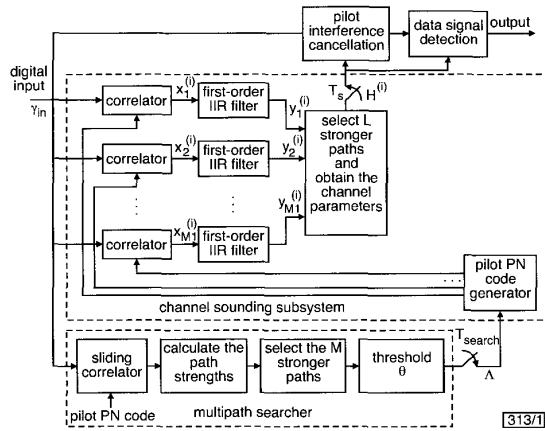 pilot
interference
cancellation
data signal
detection
output
digital
input
γin
correlator
x1(i)
first-order
IIR filter
y1(i)
Ts
H(i)
correlator
x2(i)
first-order
IIR filter
y2(i)
select L
stronger
paths
and
obtain the
channel
parameters
correlator
xM1(i)
first-order
IIR filter
yM1(i)
pilot PN
code
generator
channel sounding subsystem
sliding
correlator
calculate the
path
strengths
select the M
stronger
paths
threshold
θ
Tsearch
Λ
pilot PN code
multipath searcher
313/1